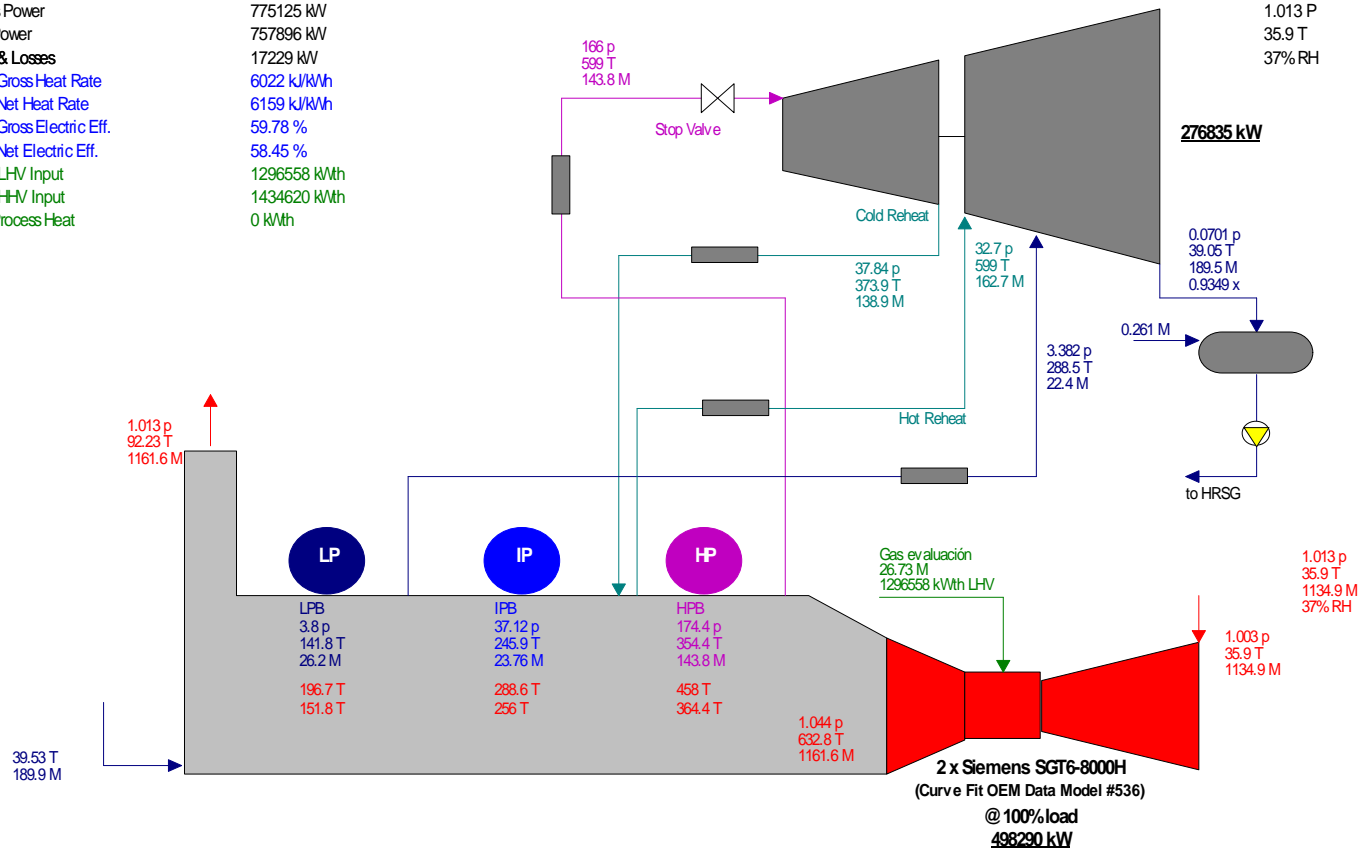 s Power 775125 kW
Power 757896 kW
& Losses 17229 kW
Gross Heat Rate 6022 kJ/kWh
Net Heat Rate 6159 kJ/kWh
Gross Electric Eff. 59.78 %
Net Electric Eff. 58.45 %
LHV Input 1296558 kWth
HHV Input 1434620 kWth
Process Heat 0 kWth
1.013 P
35.9 T
37% RH
166 p
599 T
143.8 M
Stop Valve
276835 kW
Cold Reheat
37.84 p
373.9 T
138.9 M
32.7 p
599 T
162.7 M
0.0701 p
39.05 T
189.5 M
0.9349 x
0.261 M
3.382 p
288.5 T
22.4 M
Hot Reheat
to HRSG
1.013 p
92.23 T
1161.6 M
LP
IP
HP
LPB
3.8 p
141.8 T
26.2 M
196.7 T
151.8 T
IPB
37.12 p
245.9 T
23.76 M
288.6 T
256 T
HPB
174.4 p
354.4 T
143.8 M
458 T
364.4 T
Gas evaluación
26.73 M
1296558 kWth LHV
1.013 p
35.9 T
1134.9 M
37% RH
1.003 p
35.9 T
1134.9 M
1.044 p
632.8 T
1161.6 M
39.53 T
189.9 M
2 x Siemens SGT6-8000H
(Curve Fit OEM Data Model #536)
@ 100% load
498290 kW